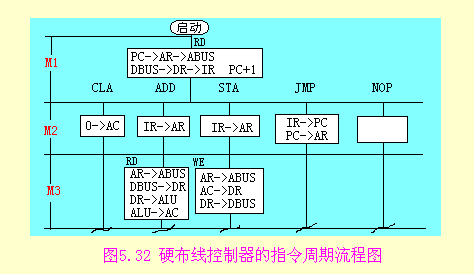 启动
RD
PC->AR->ABUS
DBUS->DR->IR PC+1
M1
CLA ADD STA JMP NOP
M2
0->AC IR->AR IR->AR IR->PC
PC->AR
RD WE
M3
AR->ABUS AR->ABUS
DBUS->DR AC->DR
DR->ALU DR->DBUS
ALU->AC
图5.32 硬布线控制器的指令周期流程图